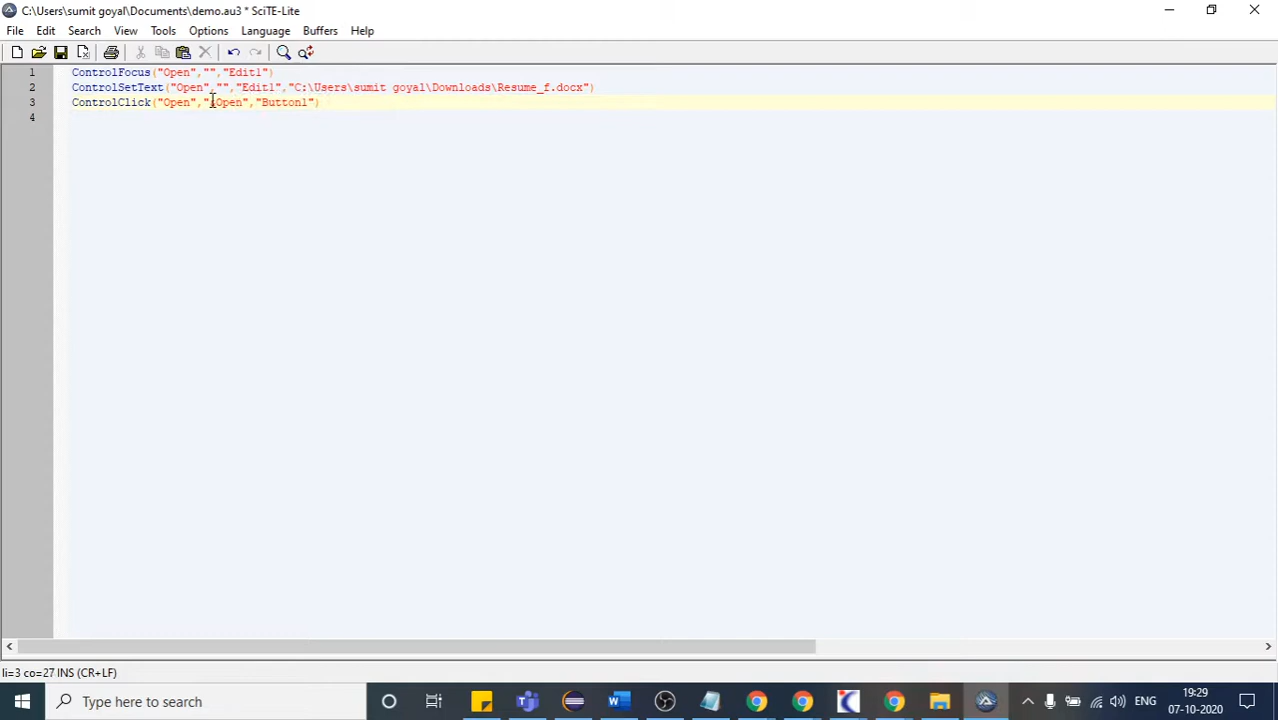 C:\Users\sumit goyal\Documents\demo.au3 * SciTE-Lite
File Edit Search View Tools Options Language Buffers Help
1 ControlFocus("Open","","Edit1")
2 ControlSetText("Open","","Edit1","C:\Users\sumit goyal\Downloads\Resume_f.docx")
3 ControlClick("Open","&Open","Button1")
4
li=3 co=27 INS (CR+LF)
Type here to search
ENG
19:29
07-10-2020